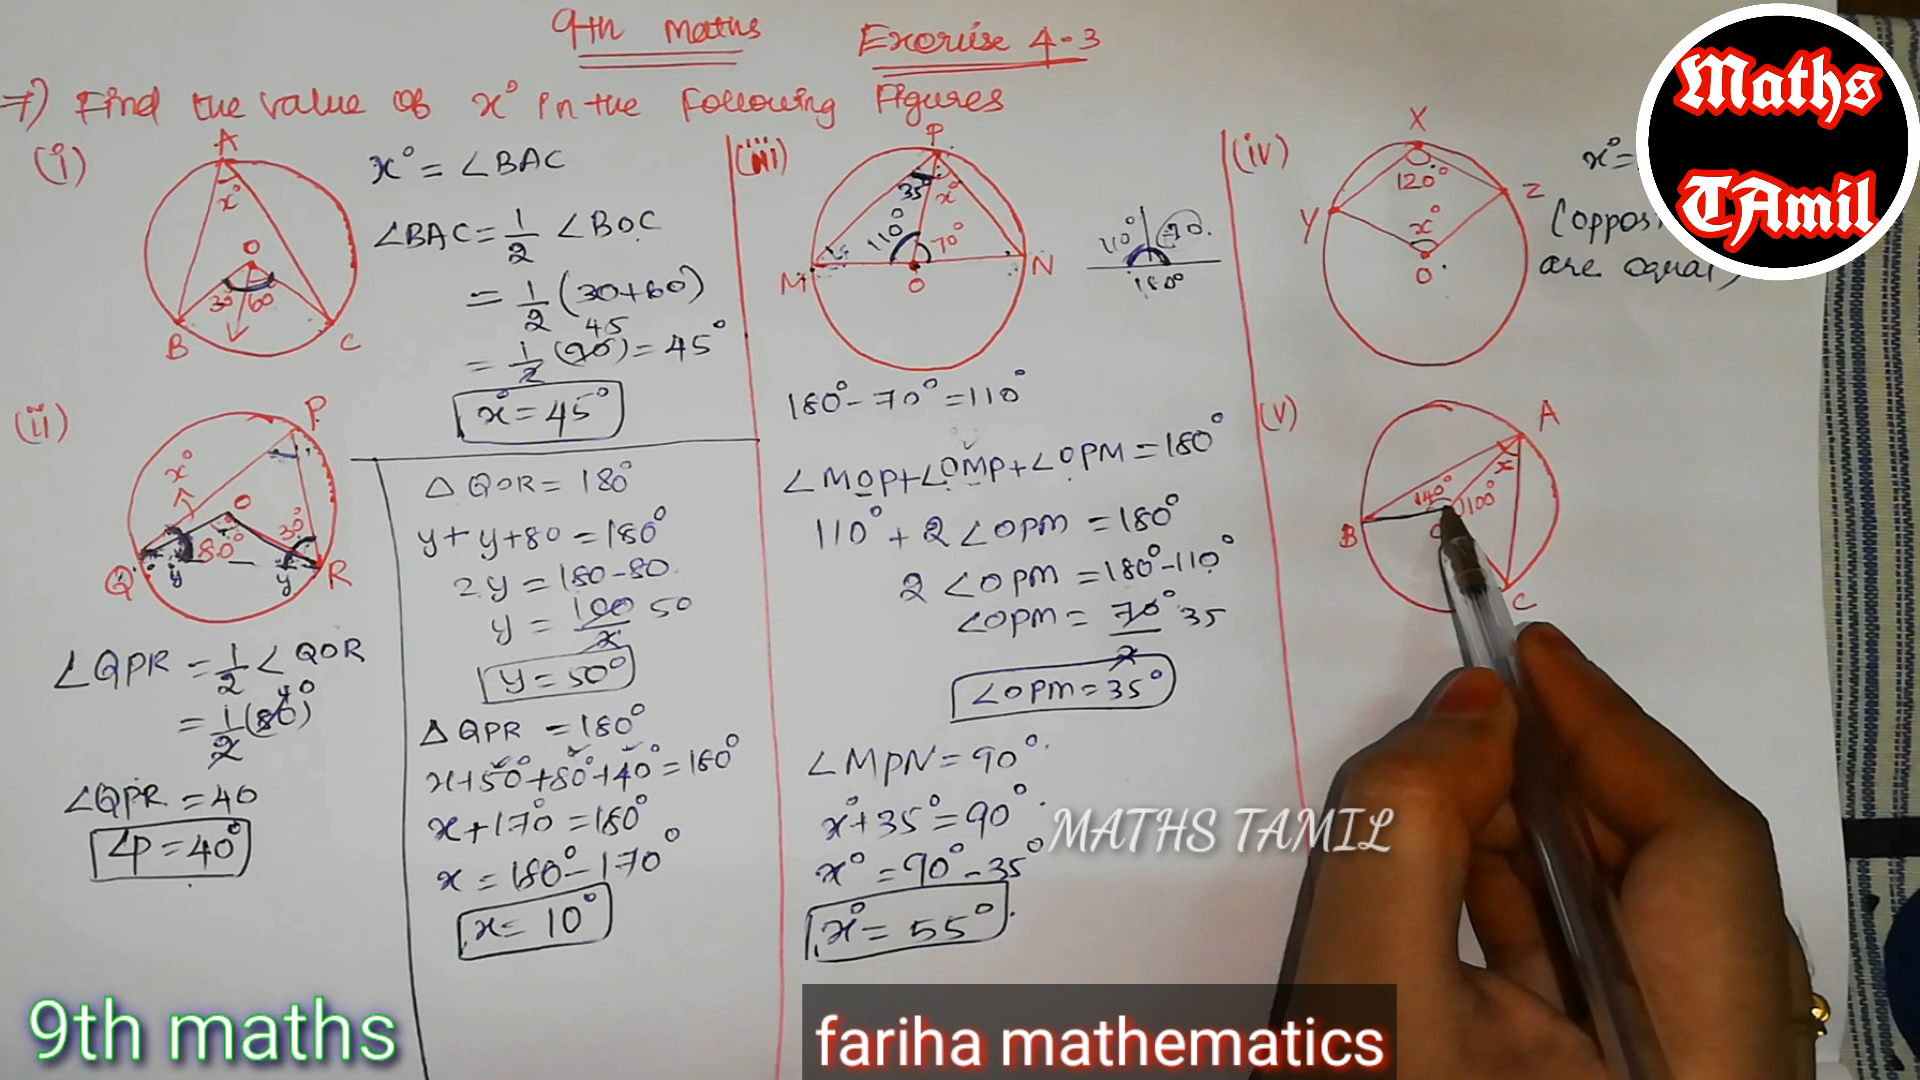 9th Maths Exercise 4.3
7) Find the value of x° in the following Figures
(i)
A
x°
O
30 60
B
C
x° = ∠BAC
∠BAC = 1/2 ∠BOC
= 1/2 (30+60)
45
= 1/2 (90) = 45°
x° = 45°
(ii)
P
x°
O
80°
30°
Q
y
y
R
∠QPR = 1/2 ∠QOR
= 1/2 (80)
40
∠QPR = 40
∠P = 40°
△QOR = 180°
y + y + 80 = 180°
2y = 180 - 80
y = 100/2 50
y = 50°
△QPR = 180°
x + 50° + 80° + 40° = 180°
x + 170° = 180°
x = 180° - 170°
x = 10°
(iii)
P
35°
x°
110°
70°
M
O
N
110° 70.
180°
180° - 70° = 110°
∠MOP + ∠OMP + ∠OPM = 180°
110° + 2∠OPM = 180°
2∠OPM = 180° - 110°
∠OPM = 70°/2 35
∠OPM = 35°
∠MPN = 90°.
x° + 35° = 90°.
x° = 90° - 35°
x° = 55°.
(iv)
X
120°
Y
Z
x°
O
x° =
are equal)
(v)
A
x
140°
100°
B
C
Maths
TAmil
MATHS TAMIL
9th maths
fariha mathematics